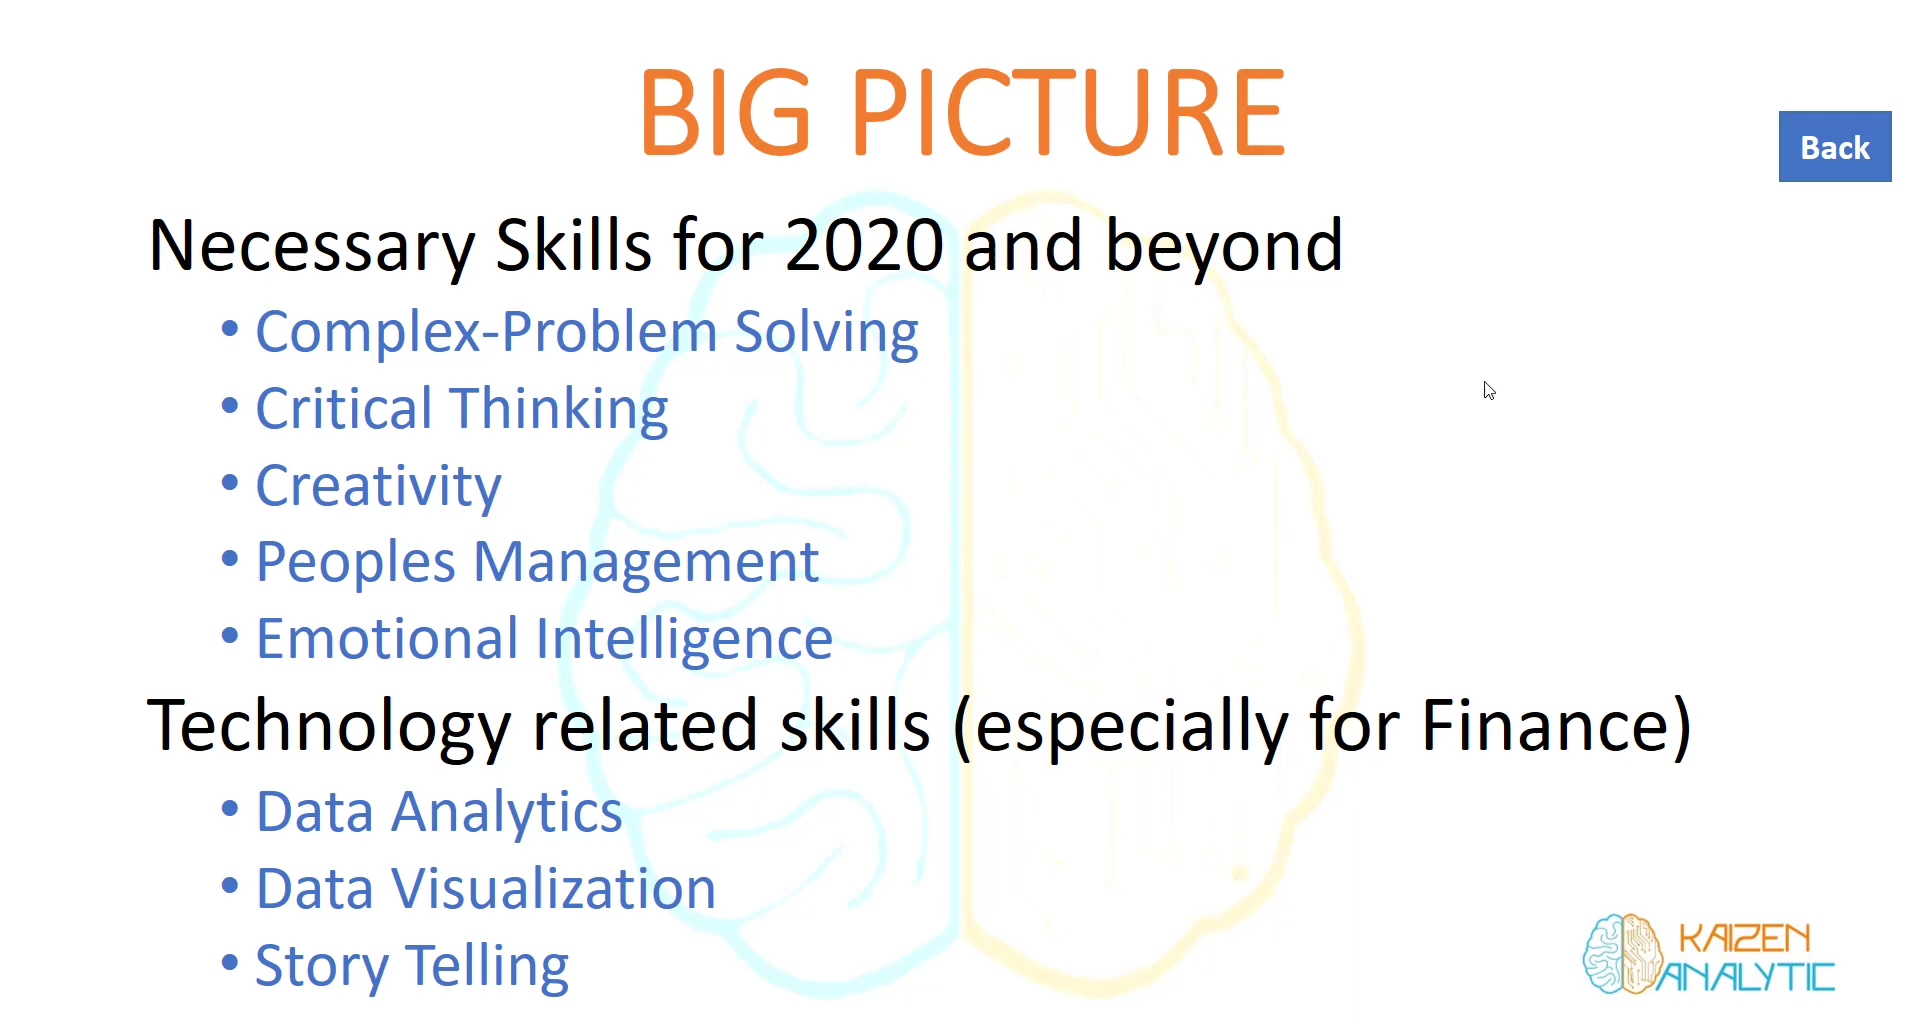 BIG PICTURE
Back
Necessary Skills for 2020 and beyond
• Complex-Problem Solving
• Critical Thinking
• Creativity
• Peoples Management
• Emotional Intelligence
Technology related skills (especially for Finance)
• Data Analytics
• Data Visualization
• Story Telling
KAIZEN
ANALYTIC